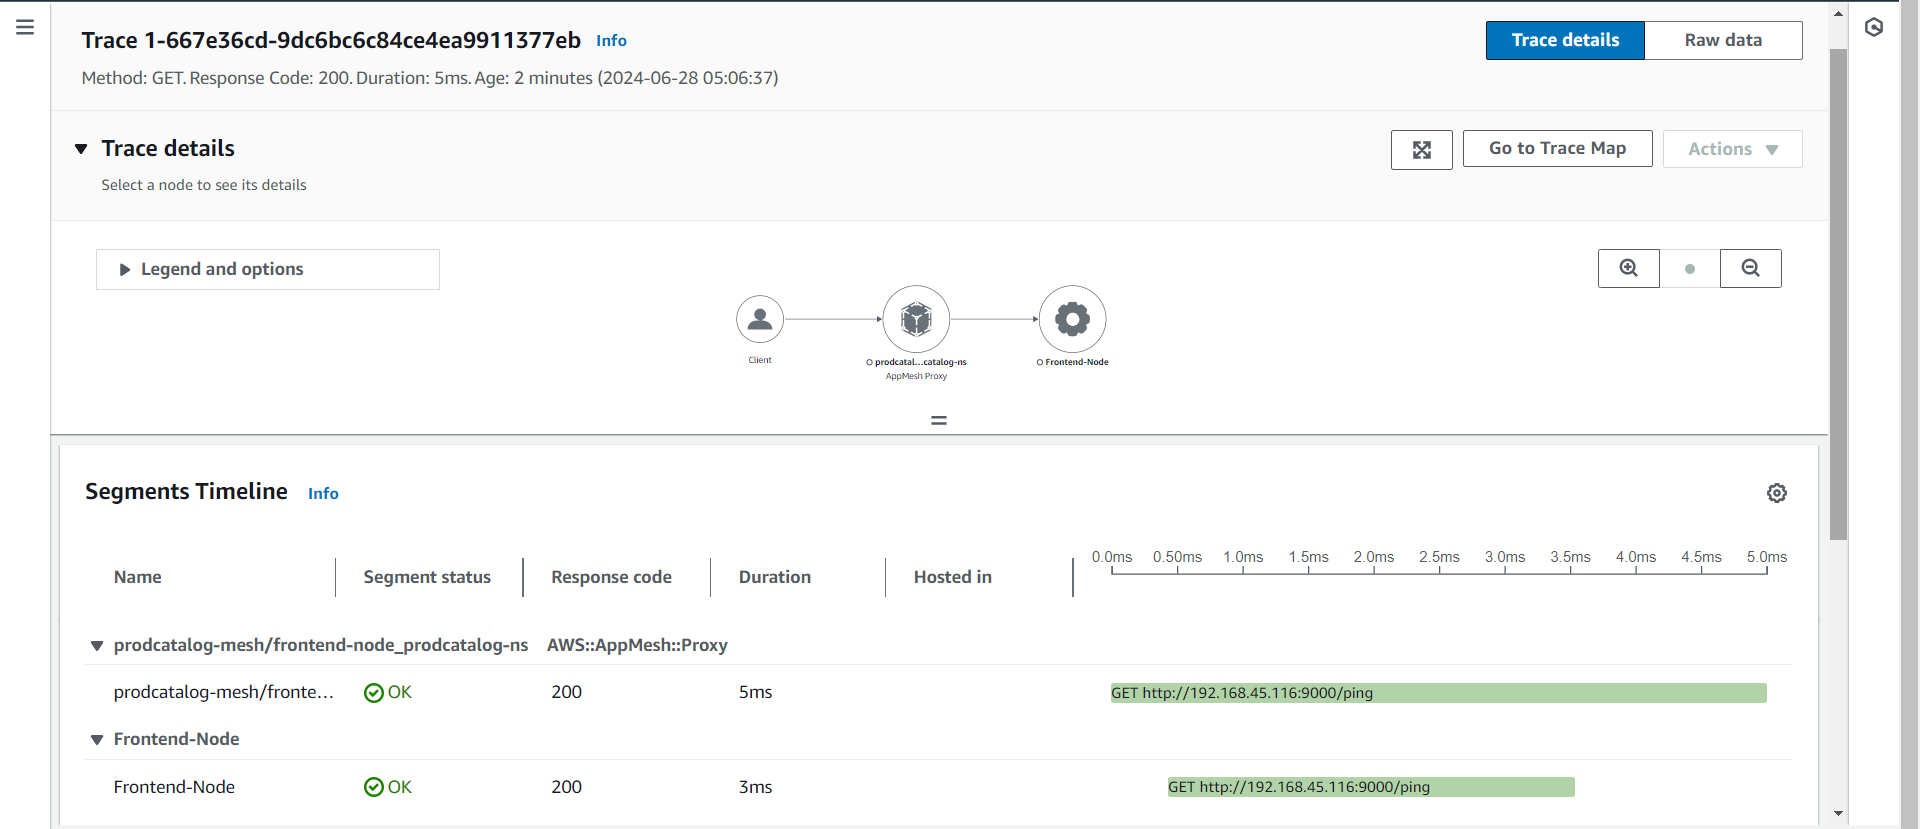 Trace 1-667e36cd-9dc6bc6c84ce4ea9911377eb Info
Trace details Raw data
Method: GET. Response Code: 200. Duration: 5ms. Age: 2 minutes (2024-06-28 05:06:37)
Trace details
Go to Trace Map Actions
Select a node to see its details
Legend and options
Client
prodcatal...catalog-ns
AppMesh Proxy
Frontend-Node
Segments Timeline Info
0.0ms 0.50ms 1.0ms 1.5ms 2.0ms 2.5ms 3.0ms 3.5ms 4.0ms 4.5ms 5.0ms
Name Segment status Response code Duration Hosted in
prodcatalog-mesh/frontend-node_prodcatalog-ns AWS::AppMesh::Proxy
prodcatalog-mesh/fronte... OK 200 5ms GET http://192.168.45.116:9000/ping
Frontend-Node
Frontend-Node OK 200 3ms GET http://192.168.45.116:9000/ping